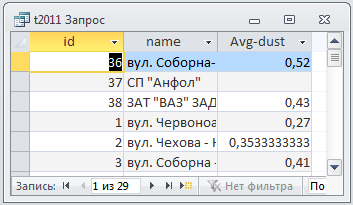 t2011 Запрос
id name Avg-dust
36 вул. Соборна- 0,52
37 СП "Анфол"
38 ЗАТ "ВАЗ" ЗАД 0,43
1 вул. Червоноа 0,27
2 вул. Чехова - Н 0,3533333333
3 вул. Соборна - 0,41
Запись: 1 из 29 Нет фильтра По